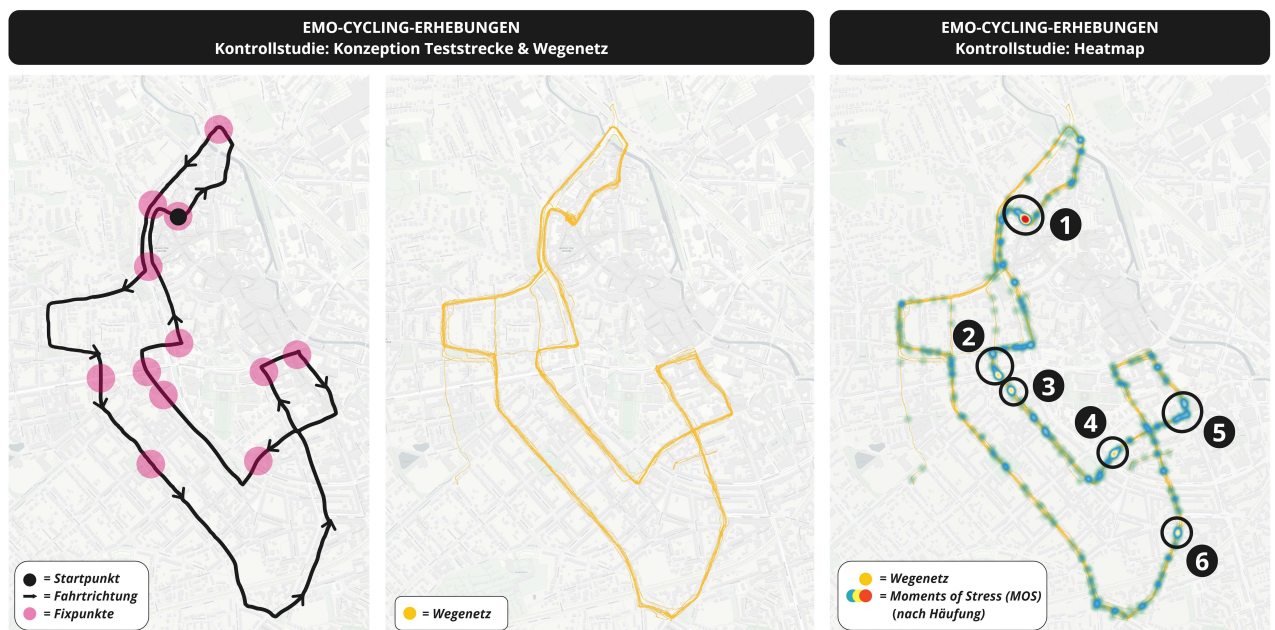 EMO-CYCLING-ERHEBUNGEN
Kontrollstudie: Konzeption Teststrecke & Wegenetz
EMO-CYCLING-ERHEBUNGEN
Kontrollstudie: Heatmap
= Startpunkt
= Fahrtrichtung
= Fixpunkte
= Wegenetz
1
2
3
4
5
6
= Wegenetz
= Moments of Stress (MOS)
(nach Häufung)